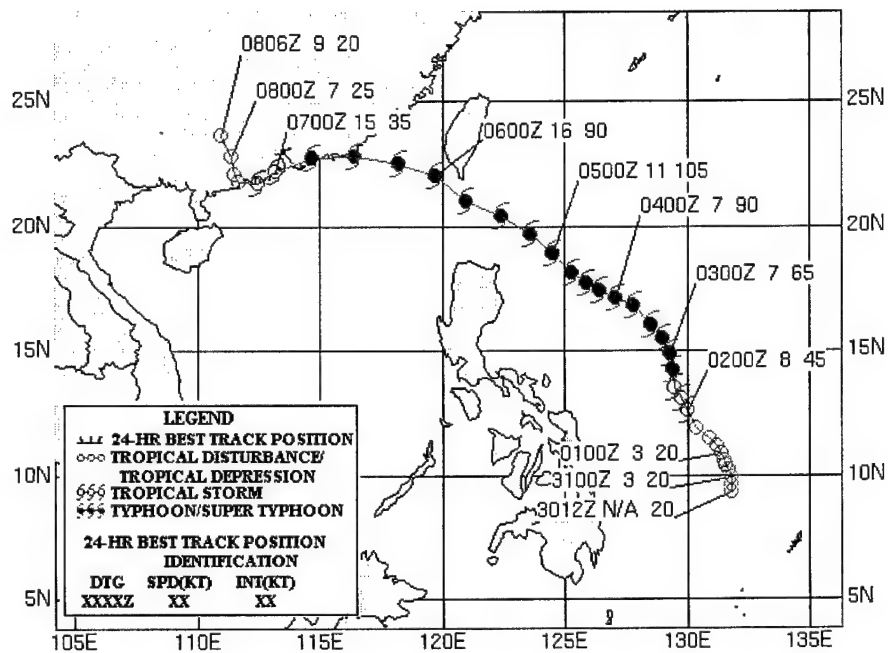 0806Z 9 20
0800Z 7 25
0700Z 15 35
0600Z 16 90
0500Z 11 105
0400Z 7 90
0300Z 7 65
0200Z 8 45
0100Z 3 20
3100Z 3 20
3012Z N/A 20
25N
25N
20N
20N
15N
15N
10N
10N
5N
5N
LEGEND
24-HR BEST TRACK POSITION
TROPICAL DISTURBANCE/
TROPICAL DEPRESSION
TROPICAL STORM
TYPHOON/SUPER TYPHOON
24-HR BEST TRACK POSITION
IDENTIFICATION
DTG SPD(KT) INT(KT)
XXXXZ XX XX
105E 110E 115E 120E 125E 130E 135E